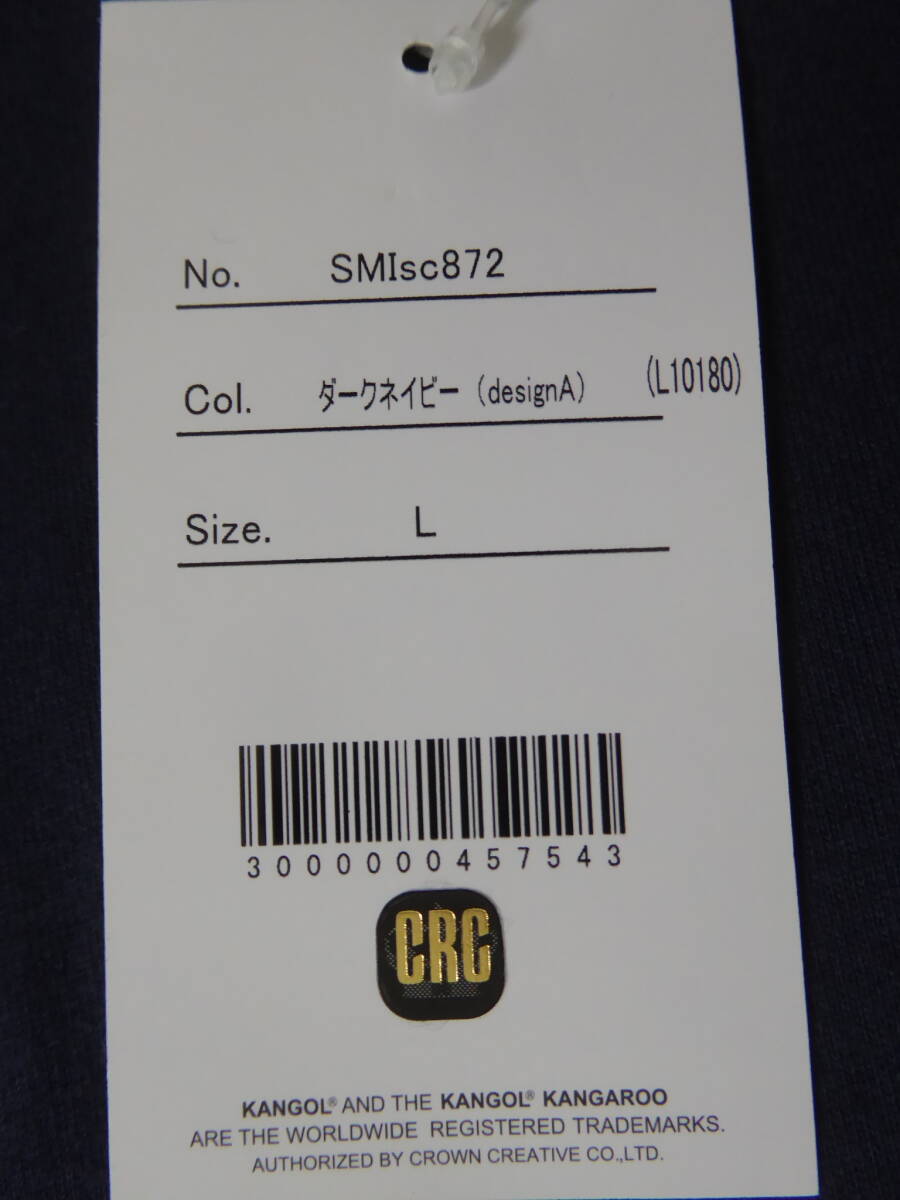 No. SMIsc872
Col. ダークネイビー (designA) (L10180)
Size. L
3000000457543
CRC
KANGOL® AND THE KANGOL® KANGAROO
ARE THE WORLDWIDE REGISTERED TRADEMARKS.
AUTHORIZED BY CROWN CREATIVE CO.,LTD.